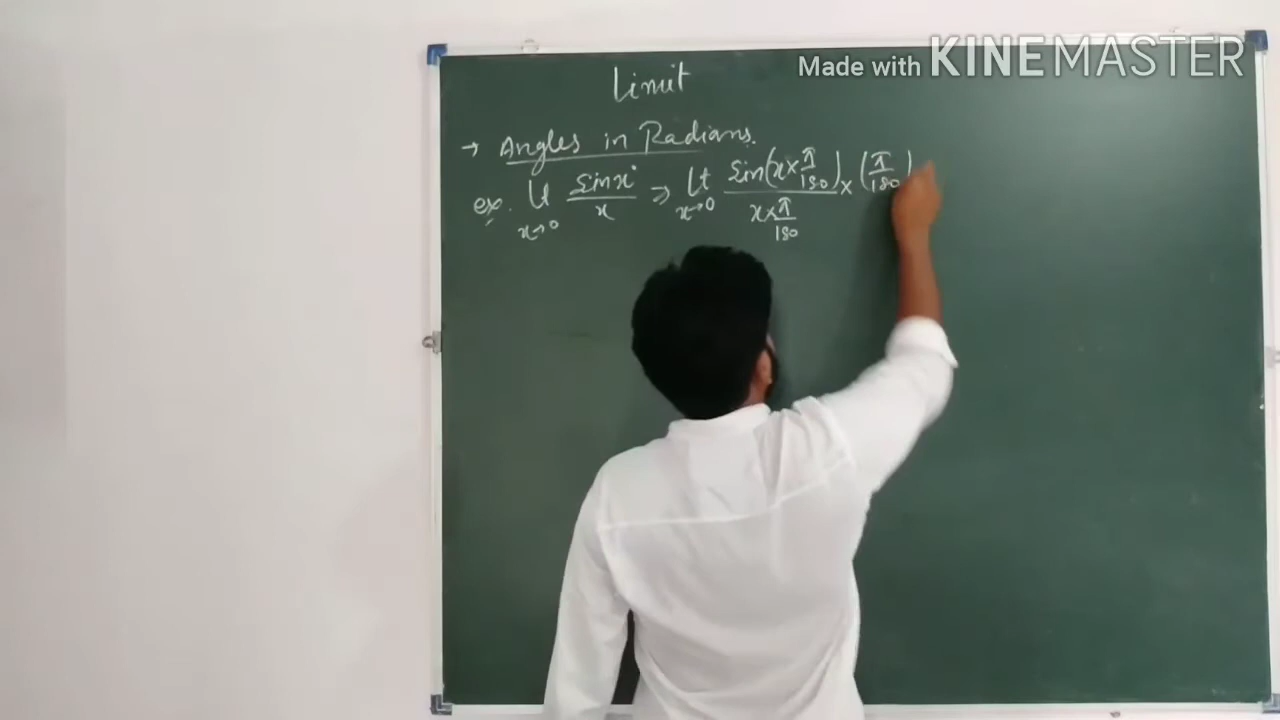 Made with KINEMASTER
Limit
→ Angles in Radians.
ex. lt x→0 sinx°/x ⇒ lt x→0 sin(x×π/180)/(x×π/180) × (π/180)